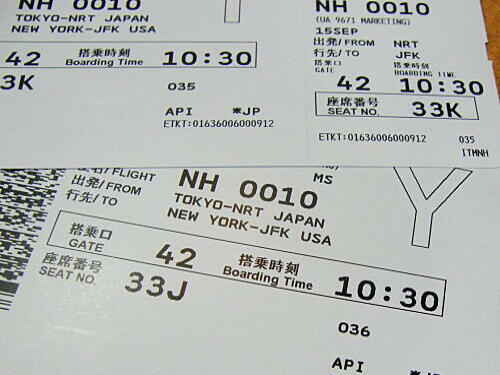 NH 0010
TOKYO-NRT JAPAN
NEW YORK-JFK USA
42 搭乗時刻 Boarding Time 10:30
33K
035
API ✳JP
ETKT:01636006000912
NH 0010
(UA 9671 MARKETING)
15SEP
出発/FROM NRT
行先/TO JFK
搭乗口 搭乗時刻
GATE BOARDING TIME
42 10:30
座席番号 33K
SEAT NO.
ETKT:01636006000912 035
ITMNH
/FLIGHT NH 0010 MS
出発/FROM TOKYO-NRT JAPAN
行先/TO NEW YORK-JFK USA
Y
搭乗口 42 搭乗時刻 10:30
GATE Boarding Time
座席番号 33J
SEAT NO.
036
API